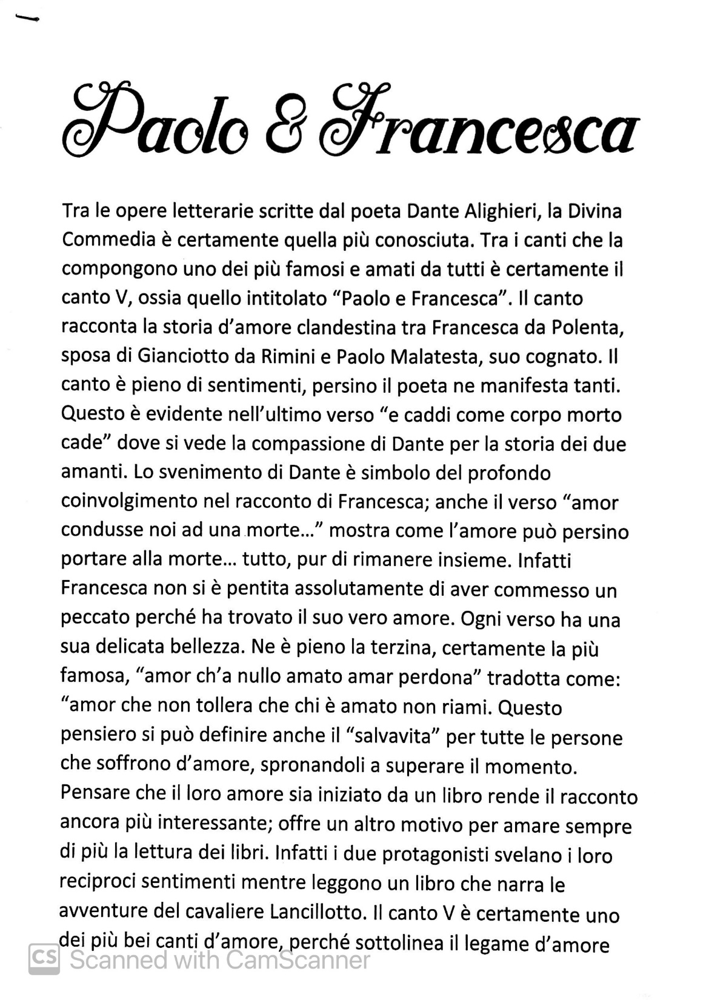 Paolo & Francesca
Tra le opere letterarie scritte dal poeta Dante Alighieri, la Divina
Commedia è certamente quella più conosciuta. Tra i canti che la
compongono uno dei più famosi e amati da tutti è certamente il
canto V, ossia quello intitolato “Paolo e Francesca”. Il canto
racconta la storia d’amore clandestina tra Francesca da Polenta,
sposa di Gianciotto da Rimini e Paolo Malatesta, suo cognato. Il
canto è pieno di sentimenti, persino il poeta ne manifesta tanti.
Questo è evidente nell’ultimo verso “e caddi come corpo morto
cade” dove si vede la compassione di Dante per la storia dei due
amanti. Lo svenimento di Dante è simbolo del profondo
coinvolgimento nel racconto di Francesca; anche il verso “amor
condusse noi ad una morte...” mostra come l’amore può persino
portare alla morte... tutto, pur di rimanere insieme. Infatti
Francesca non si è pentita assolutamente di aver commesso un
peccato perché ha trovato il suo vero amore. Ogni verso ha una
sua delicata bellezza. Ne è pieno la terzina, certamente la più
famosa, “amor ch’a nullo amato amar perdona” tradotta come:
“amor che non tollera che chi è amato non riami. Questo
pensiero si può definire anche il “salvavita” per tutte le persone
che soffrono d’amore, spronandoli a superare il momento.
Pensare che il loro amore sia iniziato da un libro rende il racconto
ancora più interessante; offre un altro motivo per amare sempre
di più la lettura dei libri. Infatti i due protagonisti svelano i loro
reciproci sentimenti mentre leggono un libro che narra le
avventure del cavaliere Lancillotto. Il canto V è certamente uno
dei più bei canti d’amore, perché sottolinea il legame d’amore
CS Scanned with CamScanner